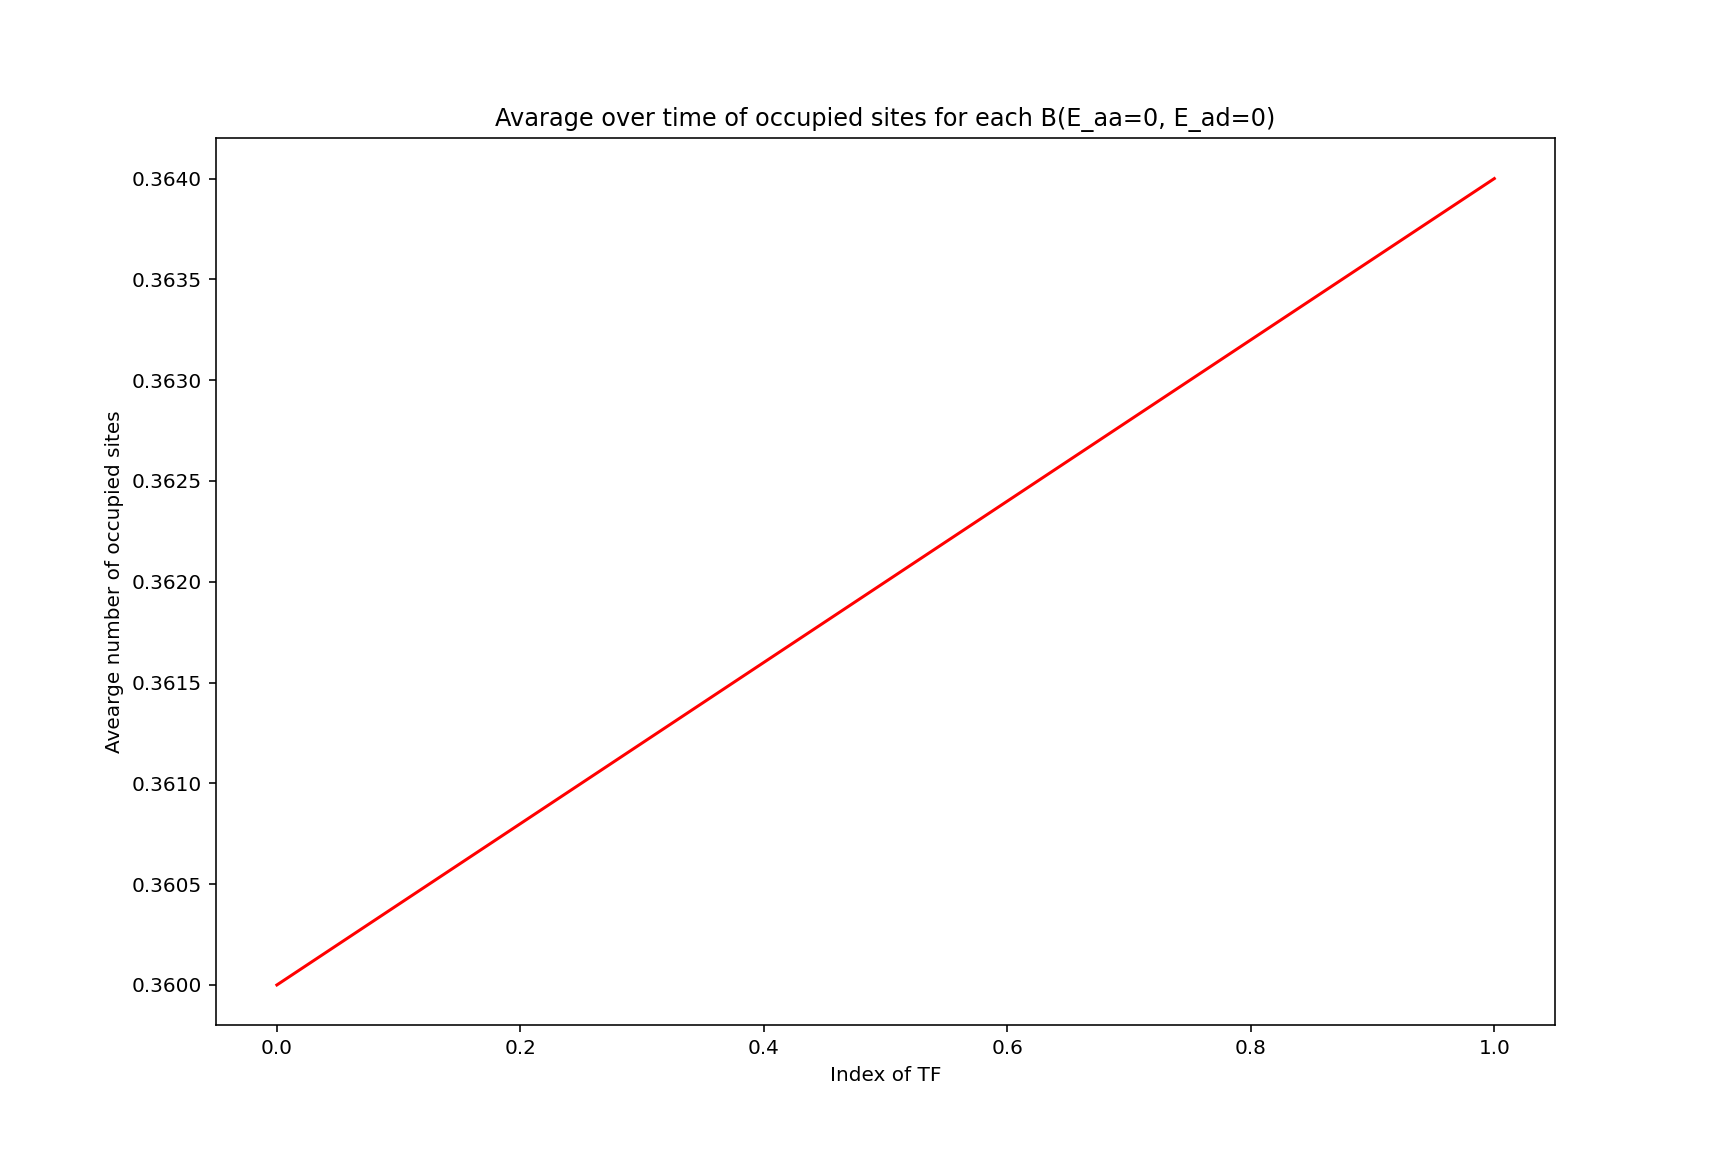 Avarage over time of occupied sites for each B(E_aa=0, E_ad=0)
Avearge number of occupied sites
0.3640
0.3635
0.3630
0.3625
0.3620
0.3615
0.3610
0.3605
0.3600
0.0 0.2 0.4 0.6 0.8 1.0
Index of TF